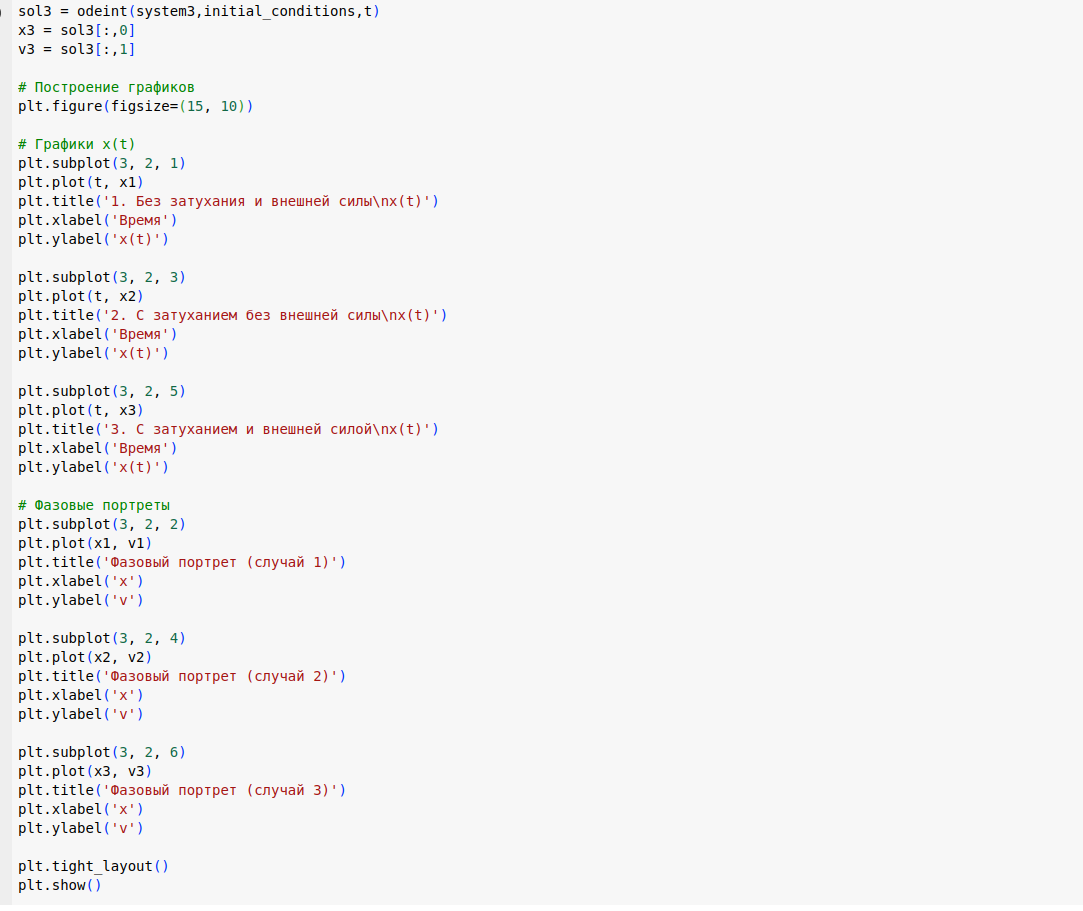 sol3 = odeint(system3,initial_conditions,t)
x3 = sol3[:,0]
v3 = sol3[:,1]
# Построение графиков
plt.figure(figsize=(15, 10))
# Графики x(t)
plt.subplot(3, 2, 1)
plt.plot(t, x1)
plt.title('1. Без затухания и внешней силы\nx(t)')
plt.xlabel('Время')
plt.ylabel('x(t)')
plt.subplot(3, 2, 3)
plt.plot(t, x2)
plt.title('2. С затуханием без внешней силы\nx(t)')
plt.xlabel('Время')
plt.ylabel('x(t)')
plt.subplot(3, 2, 5)
plt.plot(t, x3)
plt.title('3. С затуханием и внешней силой\nx(t)')
plt.xlabel('Время')
plt.ylabel('x(t)')
# Фазовые портреты
plt.subplot(3, 2, 2)
plt.plot(x1, v1)
plt.title('Фазовый портрет (случай 1)')
plt.xlabel('x')
plt.ylabel('v')
plt.subplot(3, 2, 4)
plt.plot(x2, v2)
plt.title('Фазовый портрет (случай 2)')
plt.xlabel('x')
plt.ylabel('v')
plt.subplot(3, 2, 6)
plt.plot(x3, v3)
plt.title('Фазовый портрет (случай 3)')
plt.xlabel('x')
plt.ylabel('v')
plt.tight_layout()
plt.show()